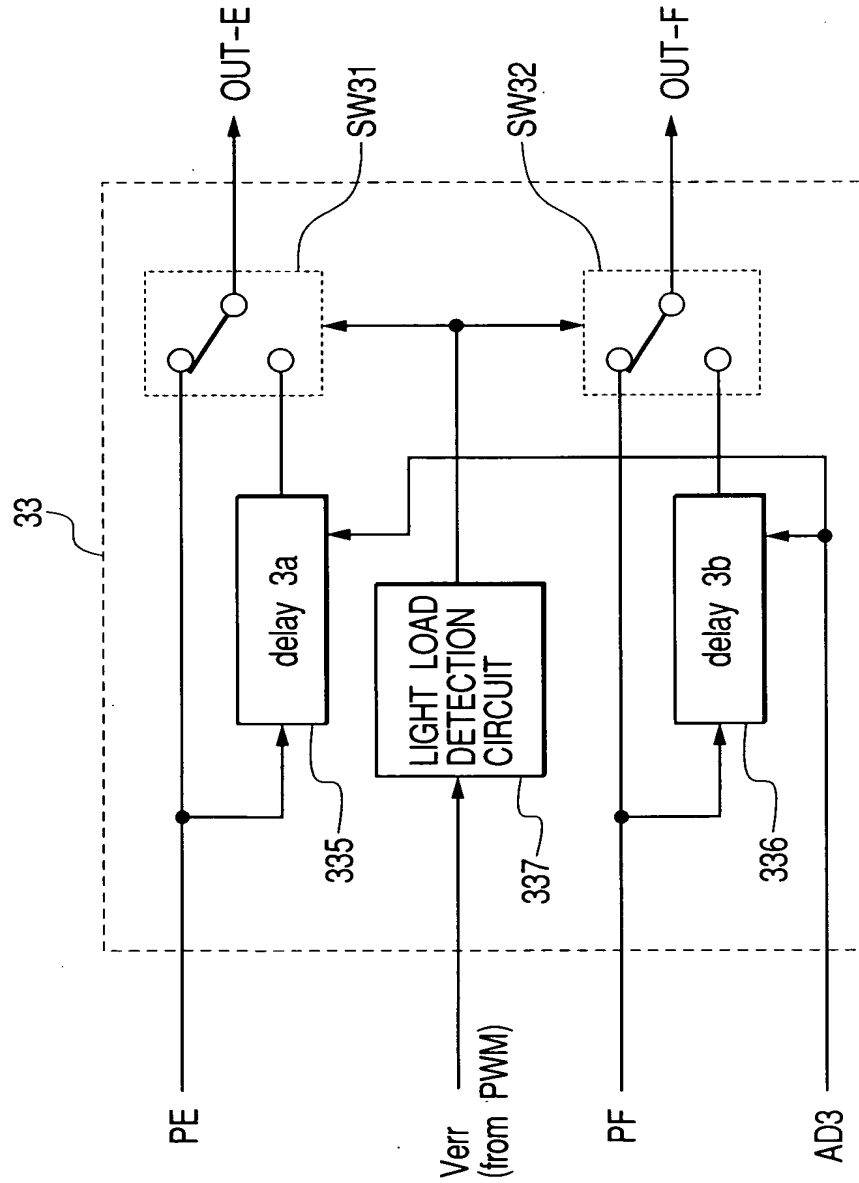 33
PE
delay 3a
335
OUT-E
SW31
Verr
(from PWM)
LIGHT LOAD
DETECTION
CIRCUIT
337
SW32
PF
delay 3b
336
OUT-F
AD3